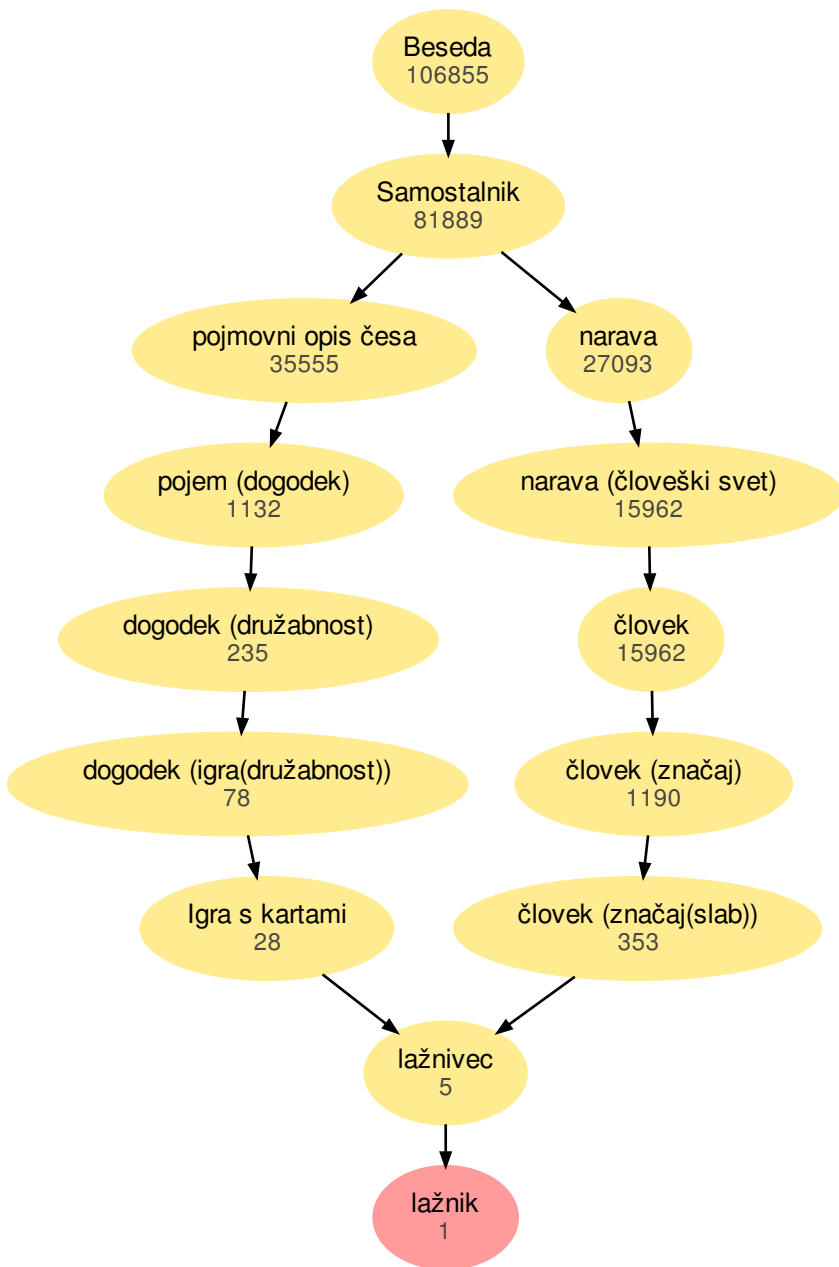 Beseda
106855
Samostalnik
81889
pojmovni opis česa
35555
narava
27093
pojem (dogodek)
1132
narava (človeški svet)
15962
dogodek (družabnost)
235
človek
15962
dogodek (igra(družabnost))
78
človek (značaj)
1190
Igra s kartami
28
človek (značaj(slab))
353
lažnivec
5
lažnik
1